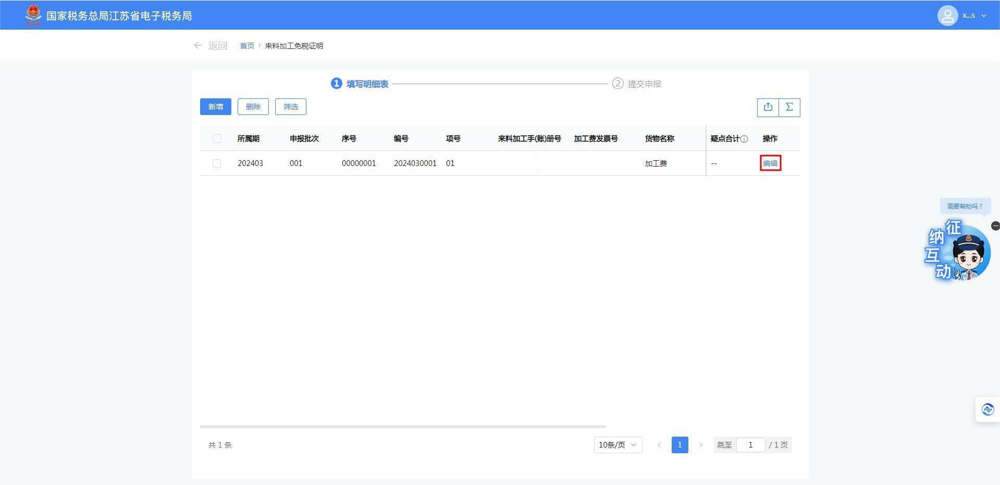 国家税务总局江苏省电子税务局
x...s
返回 首页 > 来料加工免税证明
1 填写明细表
2 提交申报
新增 删除 筛选
所属期 申报批次 序号 编号 项号 来料加工手(账)册号 加工费发票号 货物名称 疑点合计 操作
202403 001 00000001 2024030001 01 加工费 -- 编辑
需要帮助吗？
征纳互动
共 1 条
10条/页
1
跳至 1 / 1 页